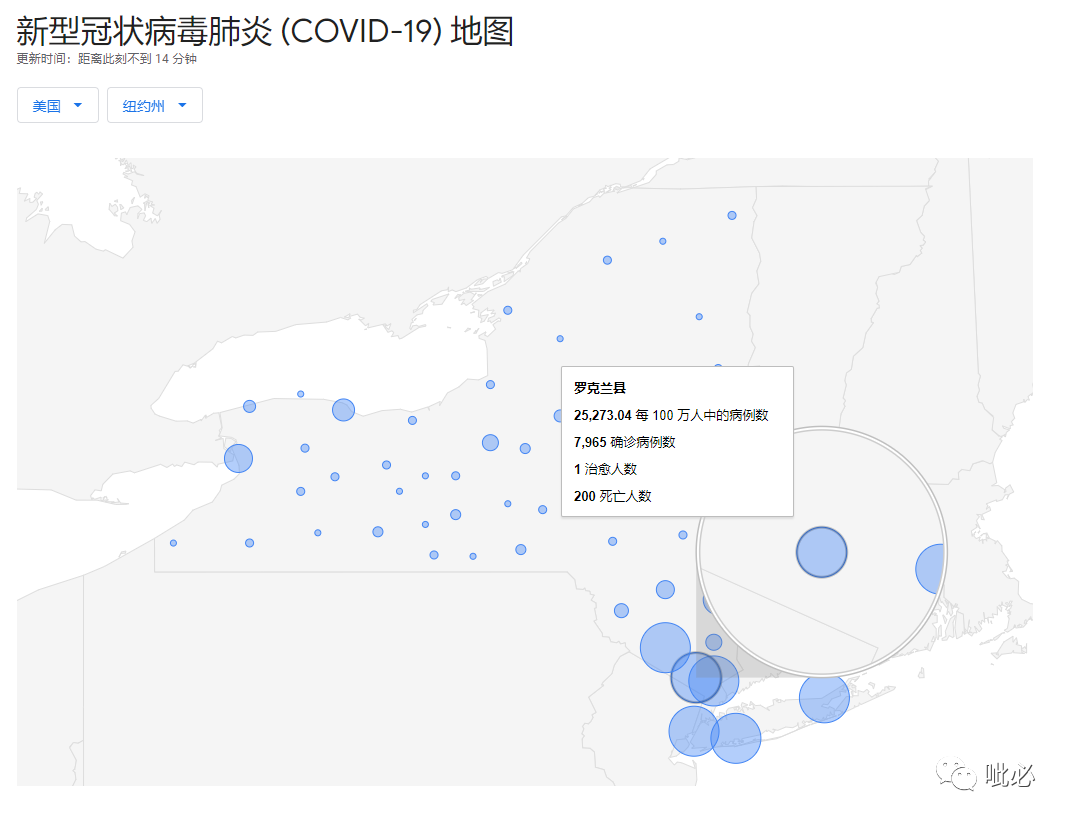 新型冠状病毒肺炎 (COVID-19) 地图
更新时间：距离此刻不到 14 分钟
美国 纽约州
罗克兰县
25,273.04 每 100 万人中的病例数
7,965 确诊病例数
1 治愈人数
200 死亡人数
呲必